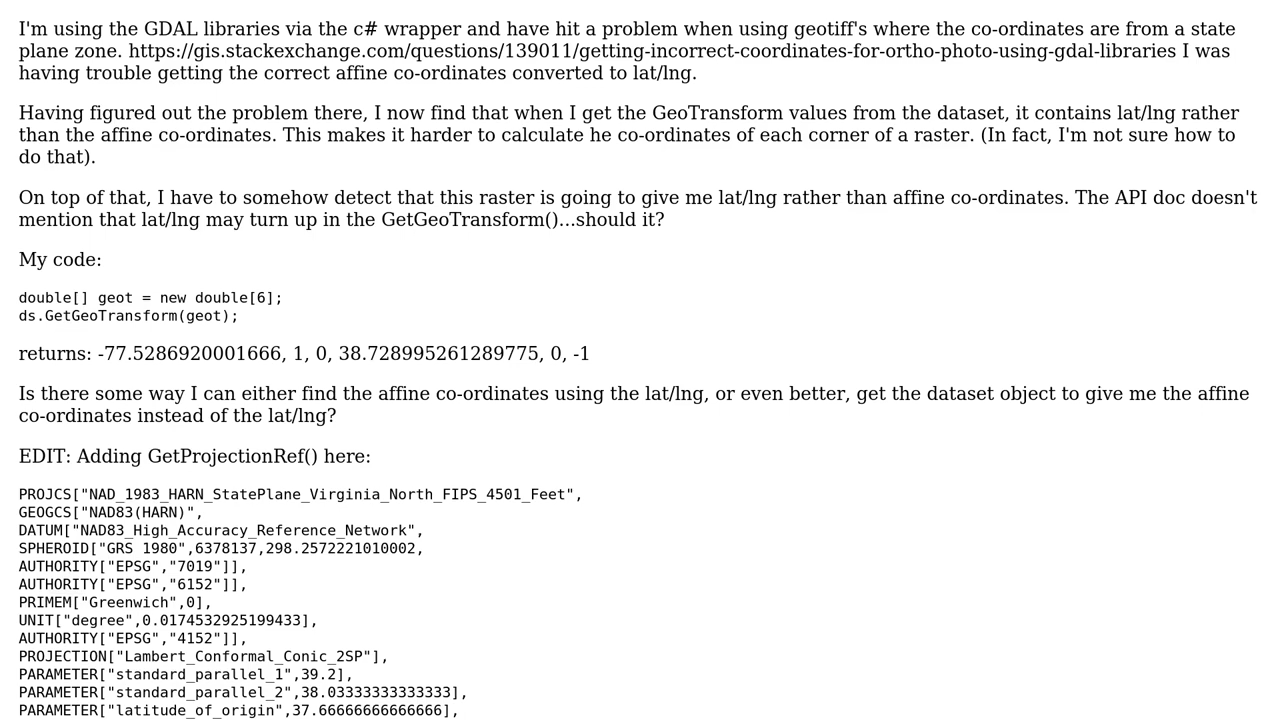 I'm using the GDAL libraries via the c# wrapper and have hit a problem when using geotiff's where the co-ordinates are from a state
plane zone. https://gis.stackexchange.com/questions/139011/getting-incorrect-coordinates-for-ortho-photo-using-gdal-libraries I was
having trouble getting the correct affine co-ordinates converted to lat/lng.
Having figured out the problem there, I now find that when I get the GeoTransform values from the dataset, it contains lat/lng rather
than the affine co-ordinates. This makes it harder to calculate he co-ordinates of each corner of a raster. (In fact, I'm not sure how to
do that).
On top of that, I have to somehow detect that this raster is going to give me lat/lng rather than affine co-ordinates. The API doc doesn't
mention that lat/lng may turn up in the GetGeoTransform()...should it?
My code:
double[] geot = new double[6];
ds.GetGeoTransform(geot);
returns: -77.5286920001666, 1, 0, 38.728995261289775, 0, -1
Is there some way I can either find the affine co-ordinates using the lat/lng, or even better, get the dataset object to give me the affine
co-ordinates instead of the lat/lng?
EDIT: Adding GetProjectionRef() here:
PROJCS["NAD_1983_HARN_StatePlane_Virginia_North_FIPS_4501_Feet",
GEOGCS["NAD83(HARN)",
DATUM["NAD83_High_Accuracy_Reference_Network",
SPHEROID["GRS 1980",6378137,298.2572221010002,
AUTHORITY["EPSG","7019"]],
AUTHORITY["EPSG","6152"]],
PRIMEM["Greenwich",0],
UNIT["degree",0.0174532925199433],
AUTHORITY["EPSG","4152"]],
PROJECTION["Lambert_Conformal_Conic_2SP"],
PARAMETER["standard_parallel_1",39.2],
PARAMETER["standard_parallel_2",38.03333333333333],
PARAMETER["latitude_of_origin",37.66666666666666],